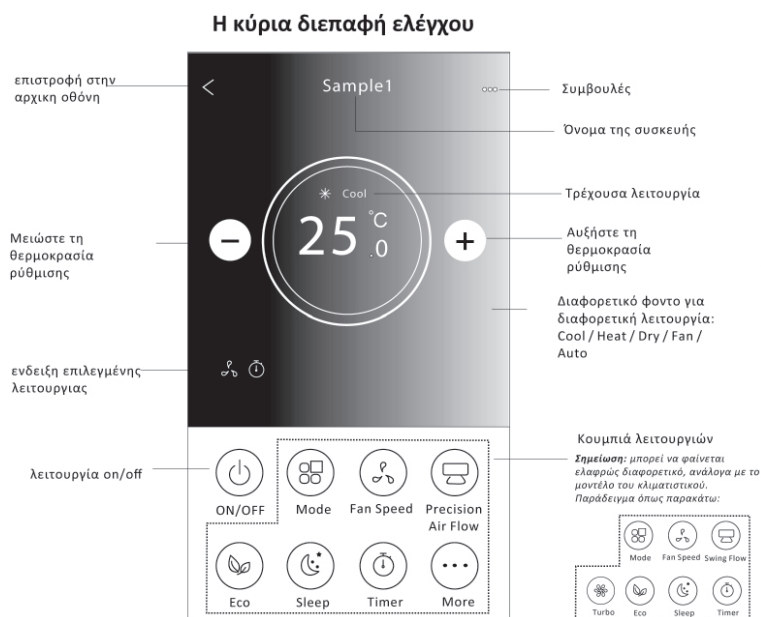 Η κύρια διεπαφή ελέγχου
επιστροφή στην
αρχικη οθόνη
Sample1
Συμβουλές
Όνομα της συσκευής
Cool
Τρέχουσα λειτουργία
25.0 °C
−
+
Μειώστε τη
θερμοκρασία
ρύθμισης
Αυξήστε τη
θερμοκρασία
ρύθμισης
Διαφορετικό φοντο για
διαφορετική λειτουργία:
Cool / Heat / Dry / Fan /
Auto
ενδειξη επιλεγμένης
λειτουργιας
λειτουργία on/off
ON/OFF
Mode
Fan Speed
Precision
Air Flow
Eco
Sleep
Timer
More
Κουμπιά λειτουργιών
Σημείωση: μπορεί να φαίνεται
ελαφρώς διαφορετικό, ανάλογα με το
μοντέλο του κλιματιστικού.
Παράδειγμα όπως παρακάτω:
Mode
Fan Speed
Swing Flow
Turbo
Eco
Sleep
Timer